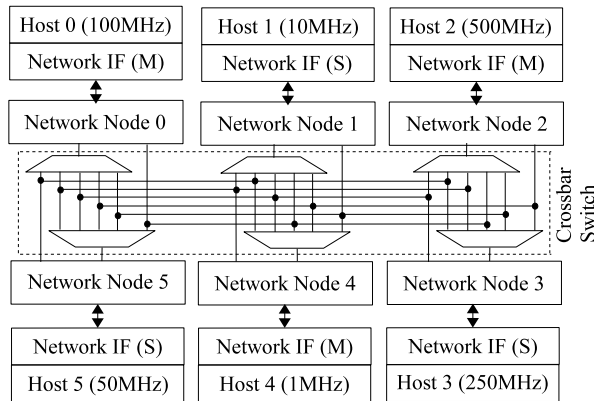 Host 0 (100MHz)
Host 1 (10MHz)
Host 2 (500MHz)
Network IF (M)
Network IF (S)
Network IF (M)
Network Node 0
Network Node 1
Network Node 2
Crossbar
Switch
Network Node 5
Network Node 4
Network Node 3
Network IF (S)
Network IF (M)
Network IF (S)
Host 5 (50MHz)
Host 4 (1MHz)
Host 3 (250MHz)